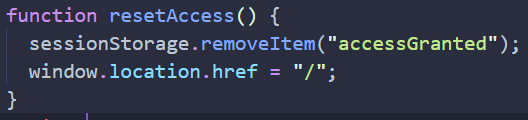 function resetAccess() {
  sessionStorage.removeItem("accessGranted");
  window.location.href = "/";
}